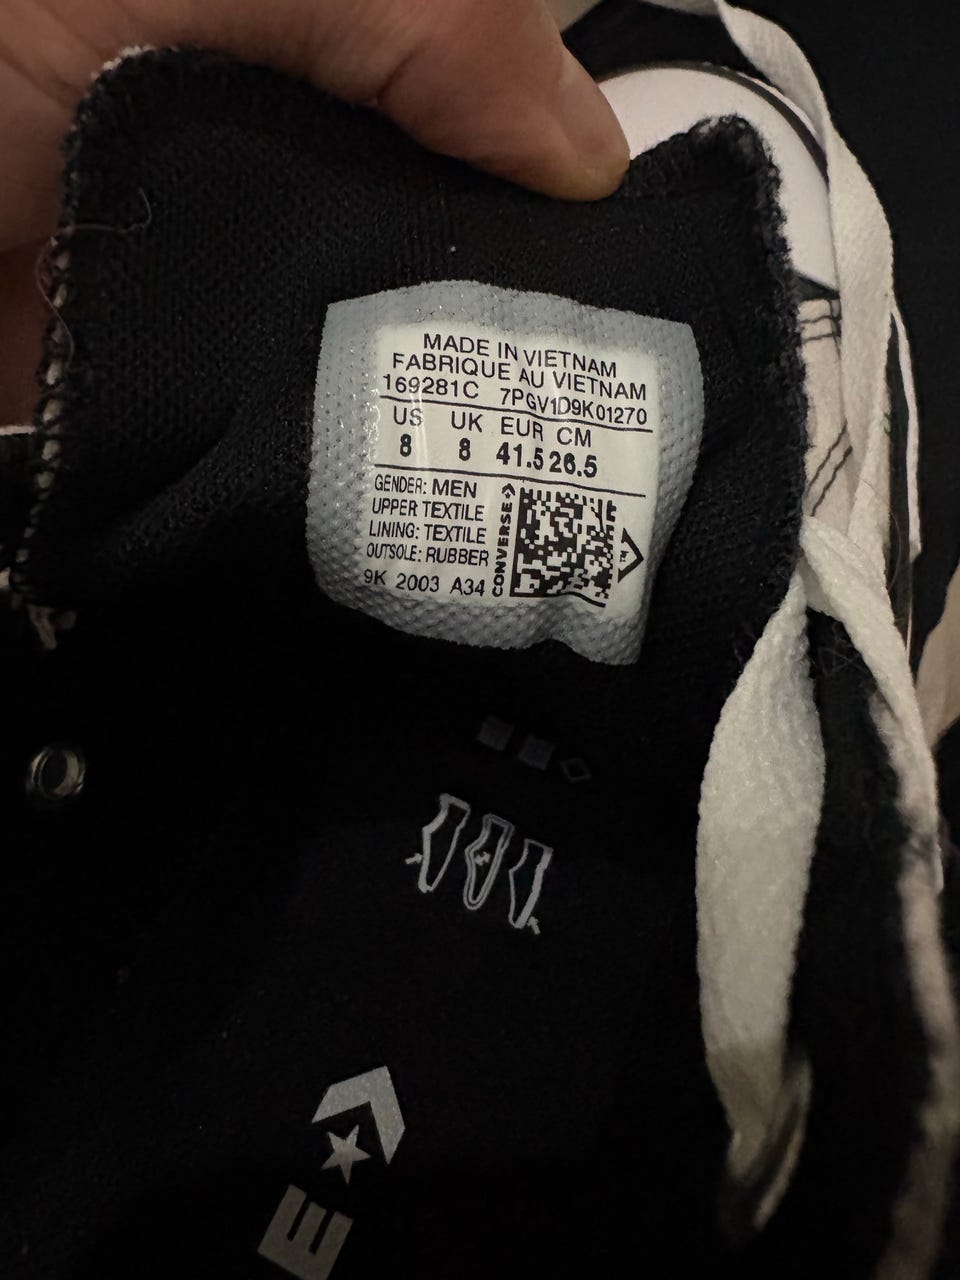 MADE IN VIETNAM
FABRIQUE AU VIETNAM
169281C 7PGV1D9K01270
US UK EUR CM
8 8 41.5 26.5
GENDER: MEN
UPPER TEXTILE
LINING: TEXTILE
OUTSOLE: RUBBER
9K 2003 A34
CONVERSE
™
E